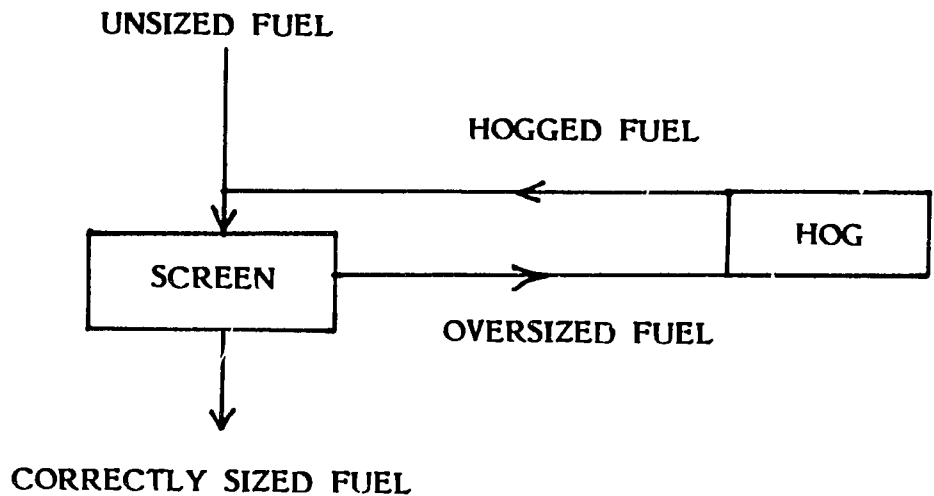 UNSIZED FUEL
HOGGED FUEL
HOG
SCREEN
OVERSIZED FUEL
CORRECTLY SIZED FUEL